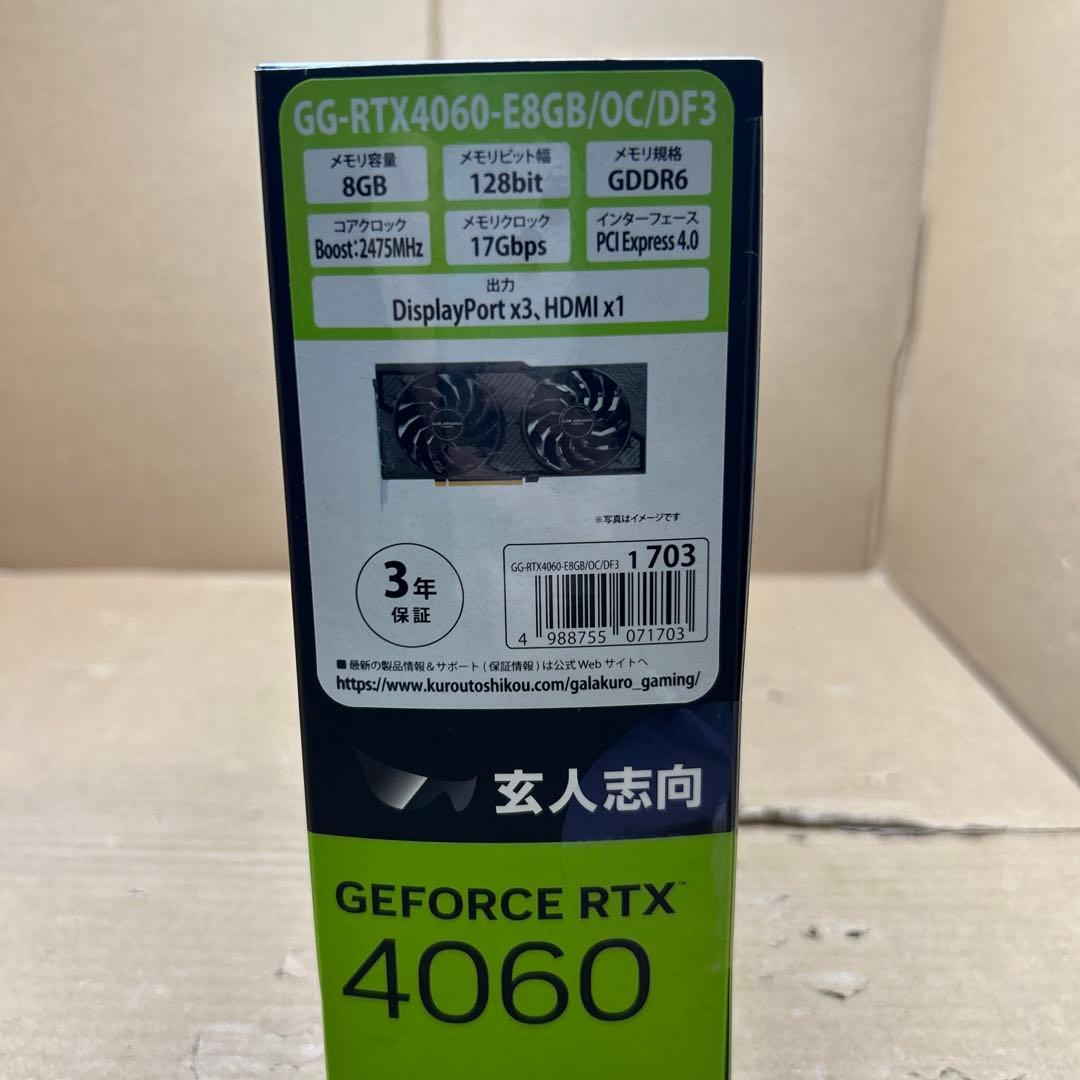 GG-RTX4060-E8GB/OC/DF3
メモリ容量
8GB
メモリビット幅
128bit
メモリ規格
GDDR6
コアクロック
Boost:2475MHz
メモリクロック
17Gbps
インターフェース
PCI Express 4.0
出力
DisplayPort x3、HDMI x1
※写真はイメージです
3年
保証
GG-RTX4060-E8GB/OC/DF3 1 703
4 988755 071703
■ 最新の製品情報&サポート ( 保証情報 ) は公式 Web サイトへ
https://www.kuroutoshikou.com/galakuro_gaming/
玄人志向
GEFORCE RTX™
4060